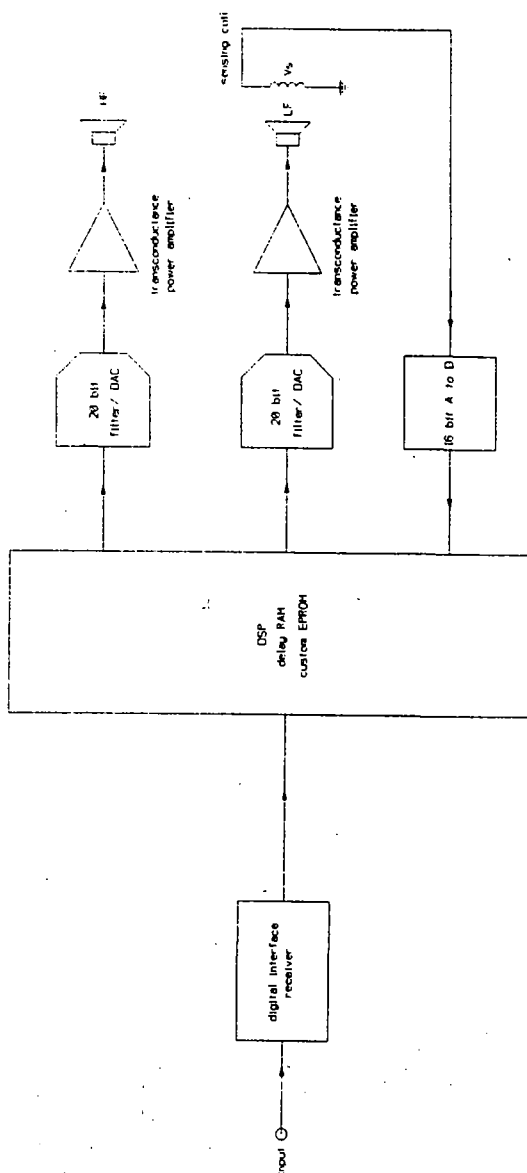 input
digital interface
receiver
DSP
delay RAM
custom EPROM
20 bit
filter/ DAC
transconductance
power amplifier
HF
20 bit
filter/ DAC
transconductance
power amplifier
LF
Vs
sensing coil
16 bit A to D